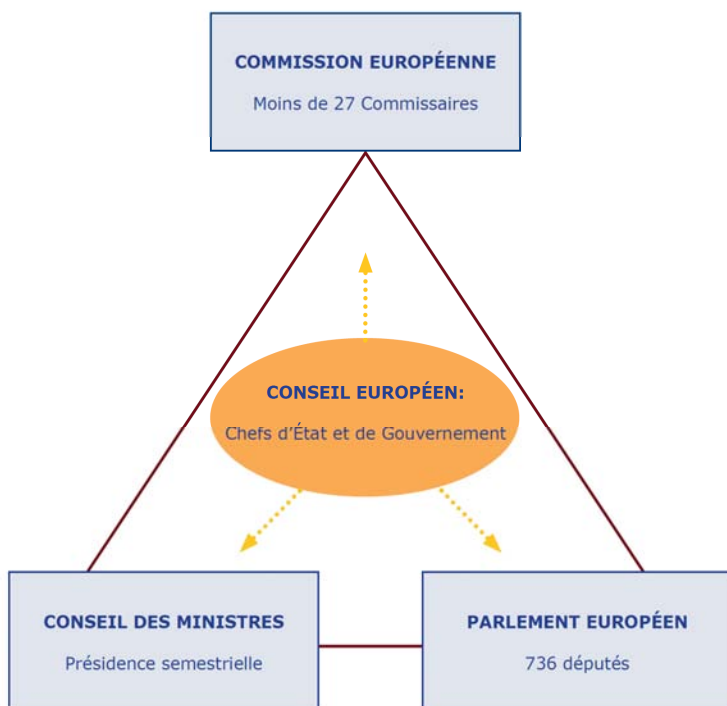 COMMISSION EUROPÉENNE
Moins de 27 Commissaires
CONSEIL EUROPÉEN:
Chefs d'État et de Gouvernement
CONSEIL DES MINISTRES
Présidence semestrielle
PARLEMENT EUROPÉEN
736 députés